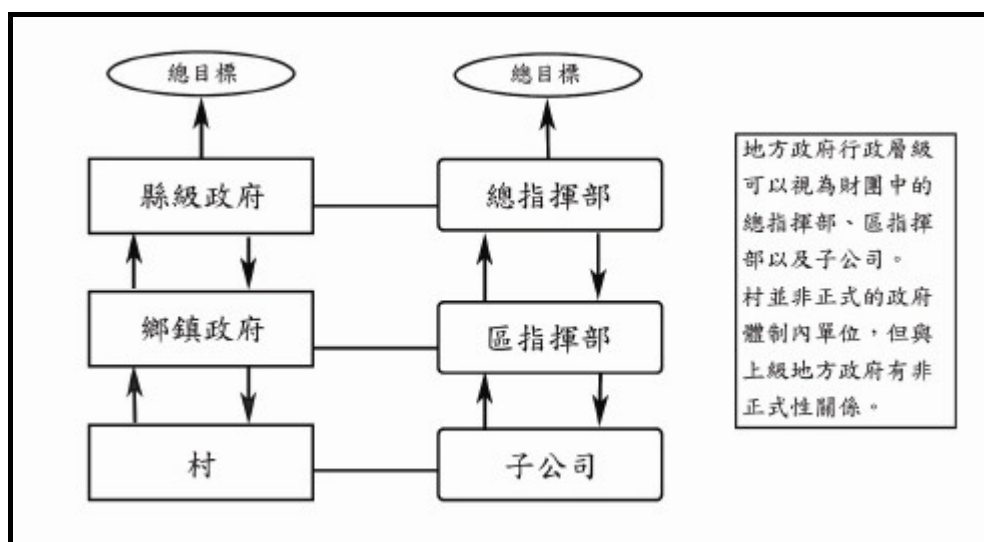 總目標
總目標
縣級政府
總指揮部
鄉鎮政府
區指揮部
村
子公司
地方政府行政層級
可以視為財團中的
總指揮部、區指揮
部以及子公司。
村並非正式的政府
體制內單位，但與
上級地方政府有非
正式性關係。